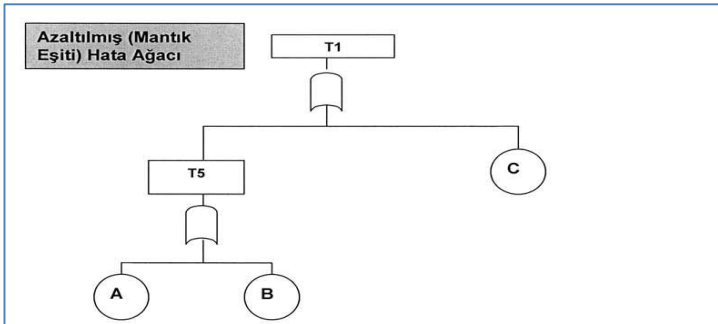 Azaltılmış (Mantık
Eşiti) Hata Ağacı
T1
T5
C
A
B